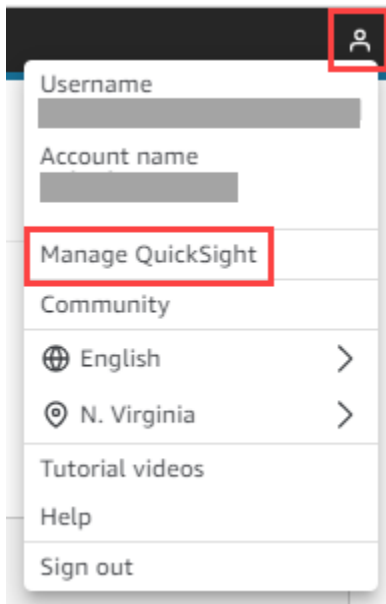 Username
Account name
Manage QuickSight
Community
English
N. Virginia
Tutorial videos
Help
Sign out